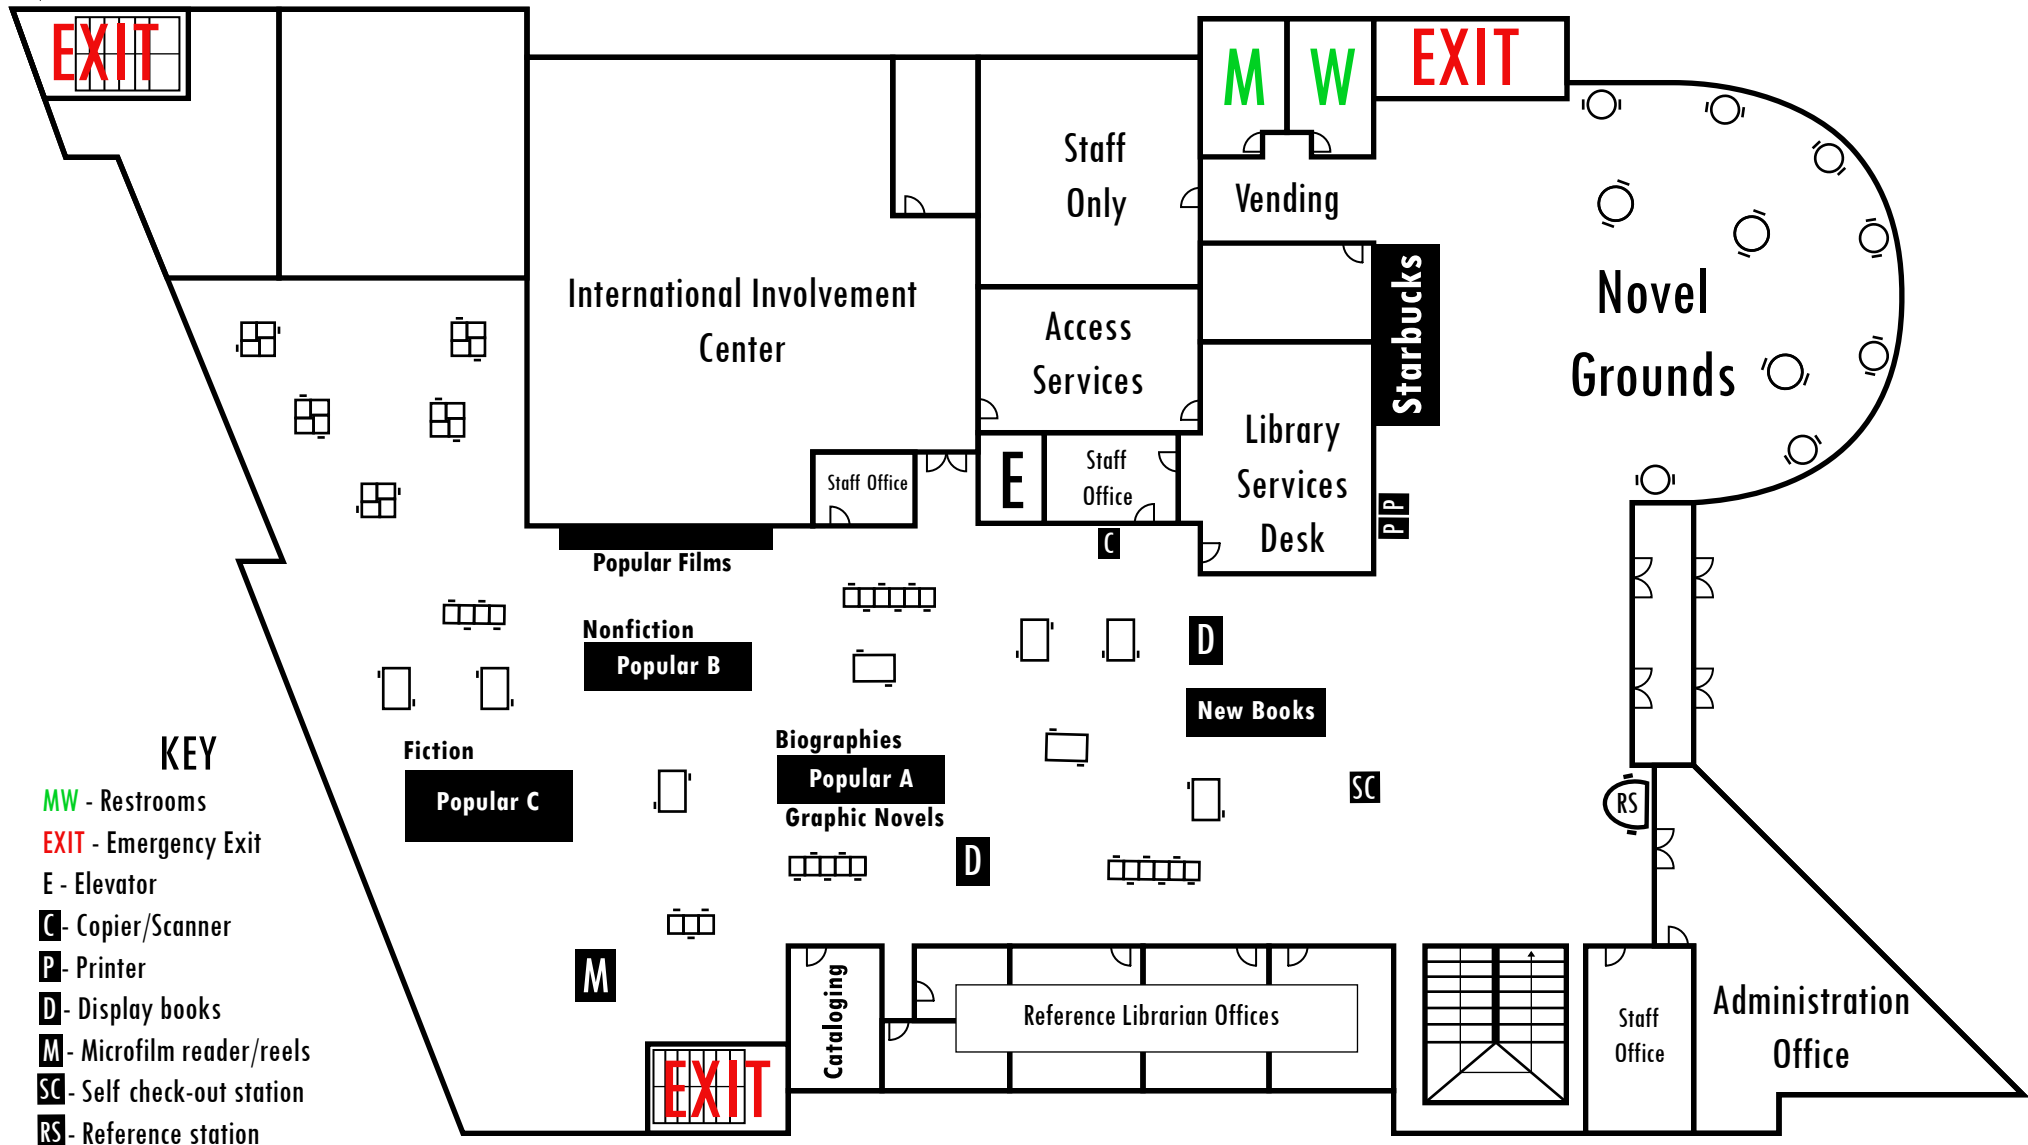 EXIT
M
W
EXIT
Staff
Only
Vending
International Involvement
Center
Starbucks
Novel
Grounds
Access
Services
Library
Services
Desk
E
Staff
Office
Staff Office
P
P
P
C
Popular Films
Nonfiction
Popular B
D
New Books
Fiction
Popular C
Biographies
Popular A
Graphic Novels
SC
RS
D
M
Cataloging
Reference Librarian Offices
Staff
Office
Administration
Office
EXIT
KEY
MW - Restrooms
EXIT - Emergency Exit
E - Elevator
C - Copier/Scanner
P - Printer
D - Display books
M - Microfilm reader/reels
SC - Self check-out station
RS - Reference station